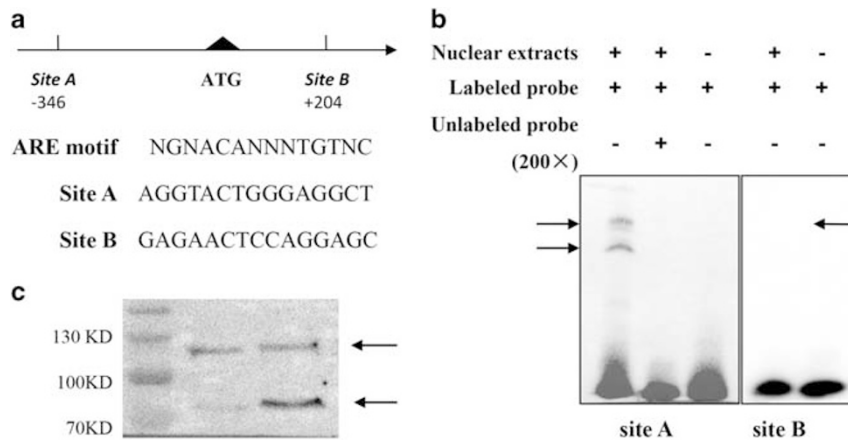 a
Site A
-346
ATG
Site B
+204
ARE motif NGNACANNNTGTNC
Site A AGGTACTGGGAGGCT
Site B GAGAACTCCAGGAGC
b
Nuclear extracts + + - + -
Labeled probe + + + + +
Unlabeled probe
(200×) - + - - -
site A site B
c
130 KD
100KD
70KD